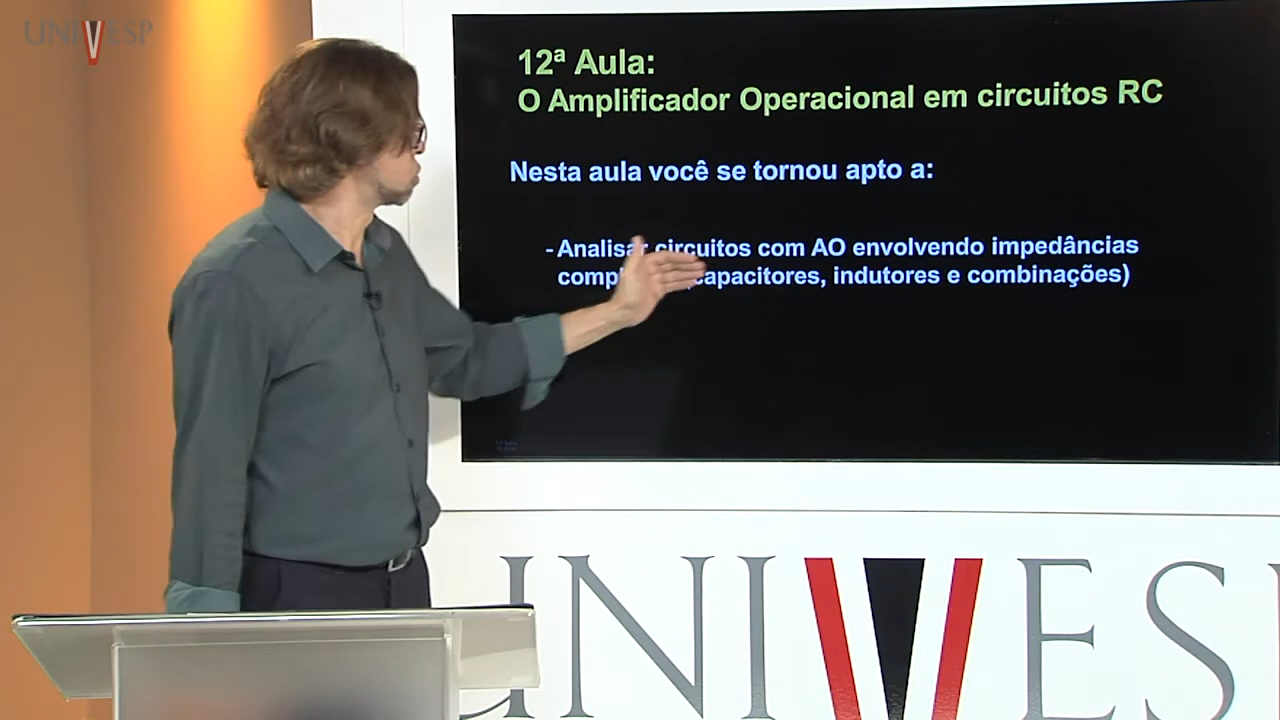 UNIVESP
12ª Aula:
O Amplificador Operacional em circuitos RC
Nesta aula você se tornou apto a:
- Analisar circuitos com AO envolvendo impedâncias
capacitores, indutores e combinações)
UNIVESP